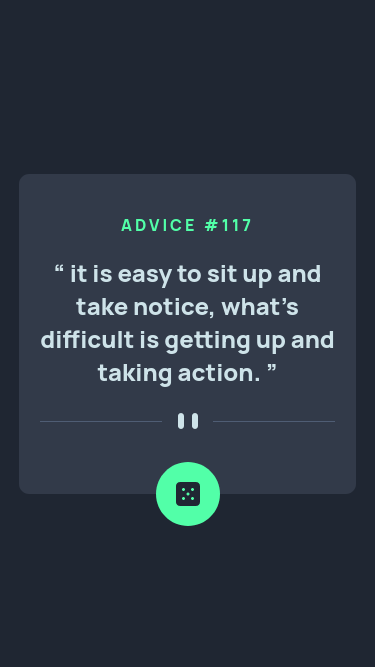 ADVICE #117
“ it is easy to sit up and
take notice, what’s
difficult is getting up and
taking action. ”